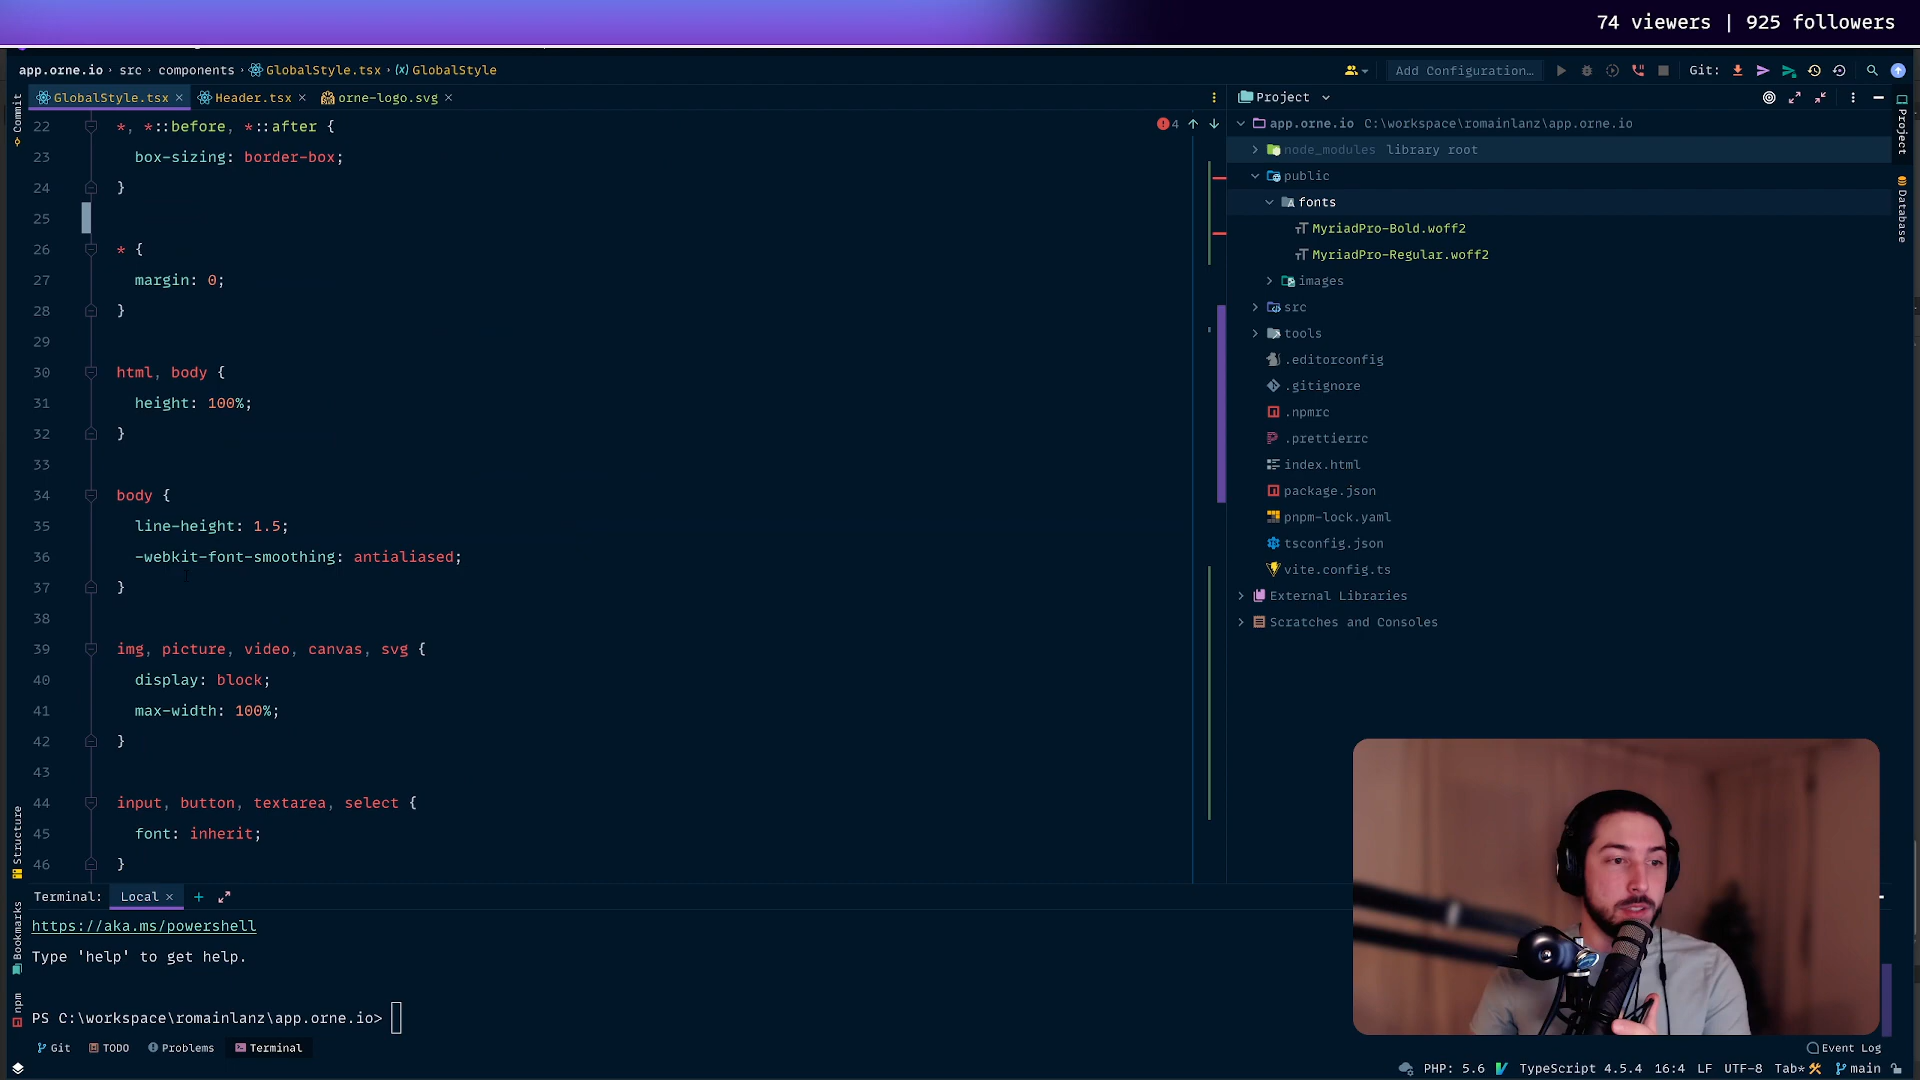 74 viewers | 925 followers
app.orne.io › src › components › GlobalStyle.tsx › GlobalStyle
Add Configuration...
Git:
GlobalStyle.tsx
Header.tsx
orne-logo.svg
Project
Commit
22 *, *::before, *::after {
23 box-sizing: border-box;
24 }
25
26 * {
27 margin: 0;
28 }
29
30 html, body {
31 height: 100%;
32 }
33
34 body {
35 line-height: 1.5;
36 -webkit-font-smoothing: antialiased;
37 }
38
39 img, picture, video, canvas, svg {
40 display: block;
41 max-width: 100%;
42 }
43
44 input, button, textarea, select {
45 font: inherit;
46 }
4
app.orne.io C:\workspace\romainlanz\app.orne.io
node_modules library root
public
fonts
MyriadPro-Bold.woff2
MyriadPro-Regular.woff2
images
src
tools
.editorconfig
.gitignore
.npmrc
.prettierrc
index.html
package.json
pnpm-lock.yaml
tsconfig.json
vite.config.ts
External Libraries
Scratches and Consoles
Project
Database
Structure
Bookmarks
npm
Terminal: Local
https://aka.ms/powershell
Type 'help' to get help.
PS C:\workspace\romainlanz\app.orne.io>
Git
TODO
Problems
Terminal
Event Log
PHP: 5.6 TypeScript 4.5.4 16:4 LF UTF-8 Tab* main